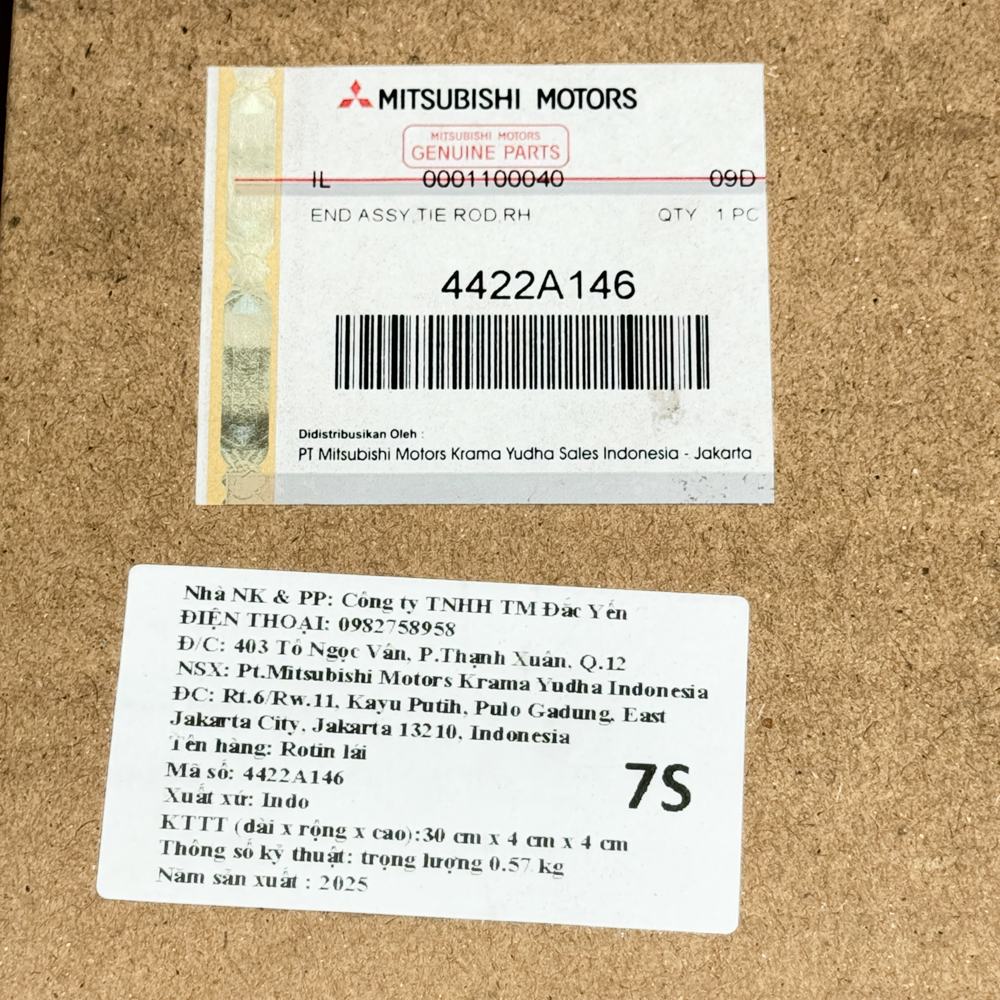 MITSUBISHI MOTORS
MITSUBISHI MOTORS
GENUINE PARTS
IL 0001100040 09D
END ASSY,TIE ROD,RH QTY 1 PC
4422A146
Didistribusikan Oleh :
PT Mitsubishi Motors Krama Yudha Sales Indonesia - Jakarta
Nhà NK & PP: Công ty TNHH TM Đắc Yến
ĐIỆN THOẠI: 0982758958
Đ/C: 403 Tô Ngọc Vân, P.Thạnh Xuân, Q.12
NSX: Pt.Mitsubishi Motors Krama Yudha Indonesia
ĐC: Rt.6/Rw.11, Kayu Putih, Pulo Gadung, East
Jakarta City, Jakarta 13210, Indonesia
Tên hàng: Rotin lái
Mã số: 4422A146
7S
Xuất xứ: Indo
KTTT (dài x rộng x cao):30 cm x 4 cm x 4 cm
Thông số kỹ thuật: trọng lượng 0.57 kg
Năm sản xuất : 2025